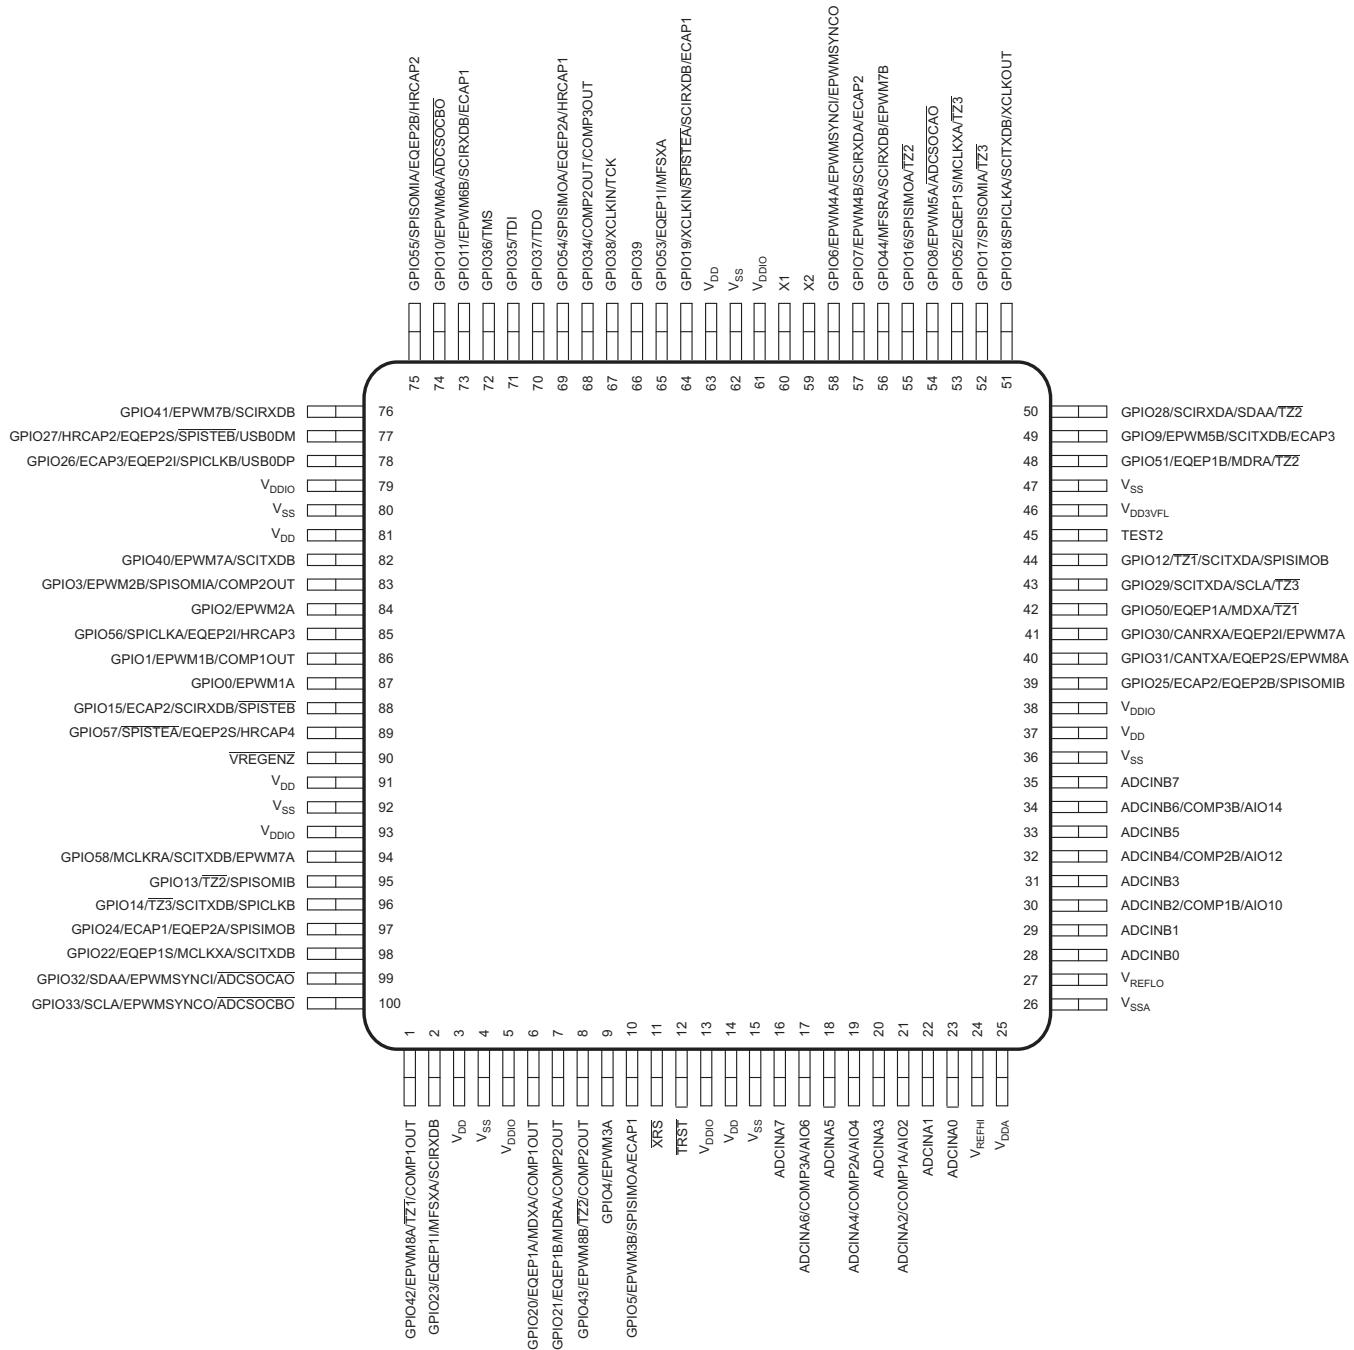 GPIO55/SPISOMIA/EQEP2B/HRCAP2
GPIO10/EPWM6A/ADCSOCBO
GPIO11/EPWM6B/SCIRXDB/ECAP1
GPIO36/TMS
GPIO35/TDI
GPIO37/TDO
GPIO54/SPISIMOA/EQEP2A/HRCAP1
GPIO34/COMP2OUT/COMP3OUT
GPIO38/XCLKIN/TCK
GPIO39
GPIO53/EQEP1I/MFSXA
GPIO19/XCLKIN/SPISTEA/SCIRXDB/ECAP1
VDD
VSS
VDDIO
X1
X2
GPIO6/EPWM4A/EPWMSYNCI/EPWMSYNCO
GPIO7/EPWM4B/SCIRXDA/ECAP2
GPIO44/MFSRA/SCIRXDB/EPWM7B
GPIO16/SPISIMOA/TZ2
GPIO8/EPWM5A/ADCSOCAO
GPIO52/EQEP1S/MCLKXA/TZ3
GPIO17/SPISOMIA/TZ3
GPIO18/SPICLKA/SCITXDB/XCLKOUT
75 74 73 72 71 70 69 68 67 66 65 64 63 62 61 60 59 58 57 56 55 54 53 52 51
GPIO41/EPWM7B/SCIRXDB 76
GPIO27/HRCAP2/EQEP2S/SPISTEB/USB0DM 77
GPIO26/ECAP3/EQEP2I/SPICLKB/USB0DP 78
VDDIO 79
VSS 80
VDD 81
GPIO40/EPWM7A/SCITXDB 82
GPIO3/EPWM2B/SPISOMIA/COMP2OUT 83
GPIO2/EPWM2A 84
GPIO56/SPICLKA/EQEP2I/HRCAP3 85
GPIO1/EPWM1B/COMP1OUT 86
GPIO0/EPWM1A 87
GPIO15/ECAP2/SCIRXDB/SPISTEB 88
GPIO57/SPISTEA/EQEP2S/HRCAP4 89
VREGENZ 90
VDD 91
VSS 92
VDDIO 93
GPIO58/MCLKRA/SCITXDB/EPWM7A 94
GPIO13/TZ2/SPISOMIB 95
GPIO14/TZ3/SCITXDB/SPICLKB 96
GPIO24/ECAP1/EQEP2A/SPISIMOB 97
GPIO22/EQEP1S/MCLKXA/SCITXDB 98
GPIO32/SDAA/EPWMSYNCI/ADCSOCAO 99
GPIO33/SCLA/EPWMSYNCO/ADCSOCBO 100
50 GPIO28/SCIRXDA/SDAA/TZ2
49 GPIO9/EPWM5B/SCITXDB/ECAP3
48 GPIO51/EQEP1B/MDRA/TZ2
47 VSS
46 VDD3VFL
45 TEST2
44 GPIO12/TZ1/SCITXDA/SPISIMOB
43 GPIO29/SCITXDA/SCLA/TZ3
42 GPIO50/EQEP1A/MDXA/TZ1
41 GPIO30/CANRXA/EQEP2I/EPWM7A
40 GPIO31/CANTXA/EQEP2S/EPWM8A
39 GPIO25/ECAP2/EQEP2B/SPISOMIB
38 VDDIO
37 VDD
36 VSS
35 ADCINB7
34 ADCINB6/COMP3B/AIO14
33 ADCINB5
32 ADCINB4/COMP2B/AIO12
31 ADCINB3
30 ADCINB2/COMP1B/AIO10
29 ADCINB1
28 ADCINB0
27 VREFLO
26 VSSA
1 2 3 4 5 6 7 8 9 10 11 12 13 14 15 16 17 18 19 20 21 22 23 24 25
GPIO42/EPWM8A/TZ1/COMP1OUT
GPIO23/EQEP1I/MFSXA/SCIRXDB
VDD
VSS
VDDIO
GPIO20/EQEP1A/MDXA/COMP1OUT
GPIO21/EQEP1B/MDRA/COMP2OUT
GPIO43/EPWM8B/TZ2/COMP2OUT
GPIO4/EPWM3A
GPIO5/EPWM3B/SPISIMOA/ECAP1
XRS
TRST
VDDIO
VDD
VSS
ADCINA7
ADCINA6/COMP3A/AIO6
ADCINA5
ADCINA4/COMP2A/AIO4
ADCINA3
ADCINA2/COMP1A/AIO2
ADCINA1
ADCINA0
VREFHI
VDDA